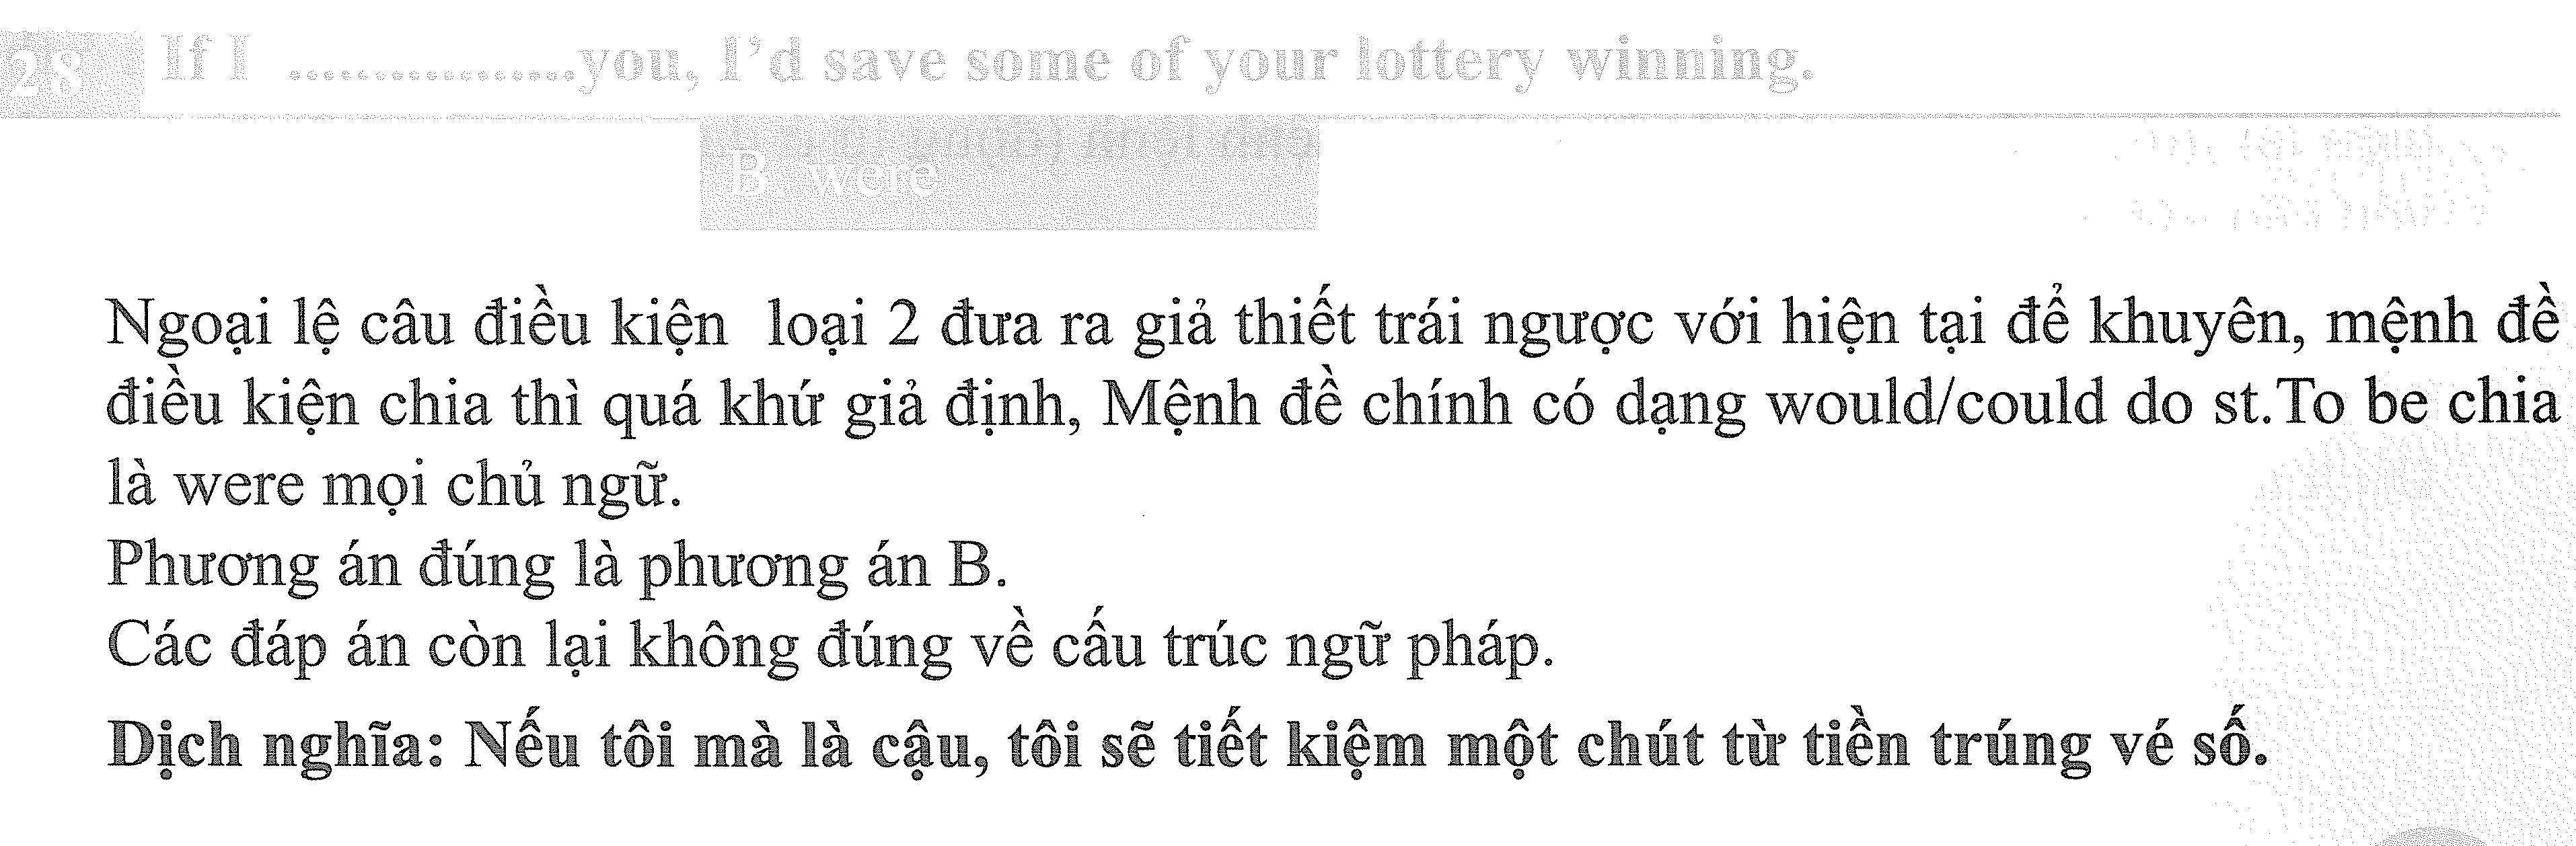 28 If I .................you, I'd save some of your lottery winning.
B. were
Ngoại lệ câu điều kiện loại 2 đưa ra giả thiết trái ngược với hiện tại để khuyên, mệnh đề
điều kiện chia thì quá khứ giả định, Mệnh đề chính có dạng would/could do st.To be chia
là were mọi chủ ngữ.
Phương án đúng là phương án B.
Các đáp án còn lại không đúng về cấu trúc ngữ pháp.
Dịch nghĩa: Nếu tôi mà là cậu, tôi sẽ tiết kiệm một chút từ tiền trúng vé số.